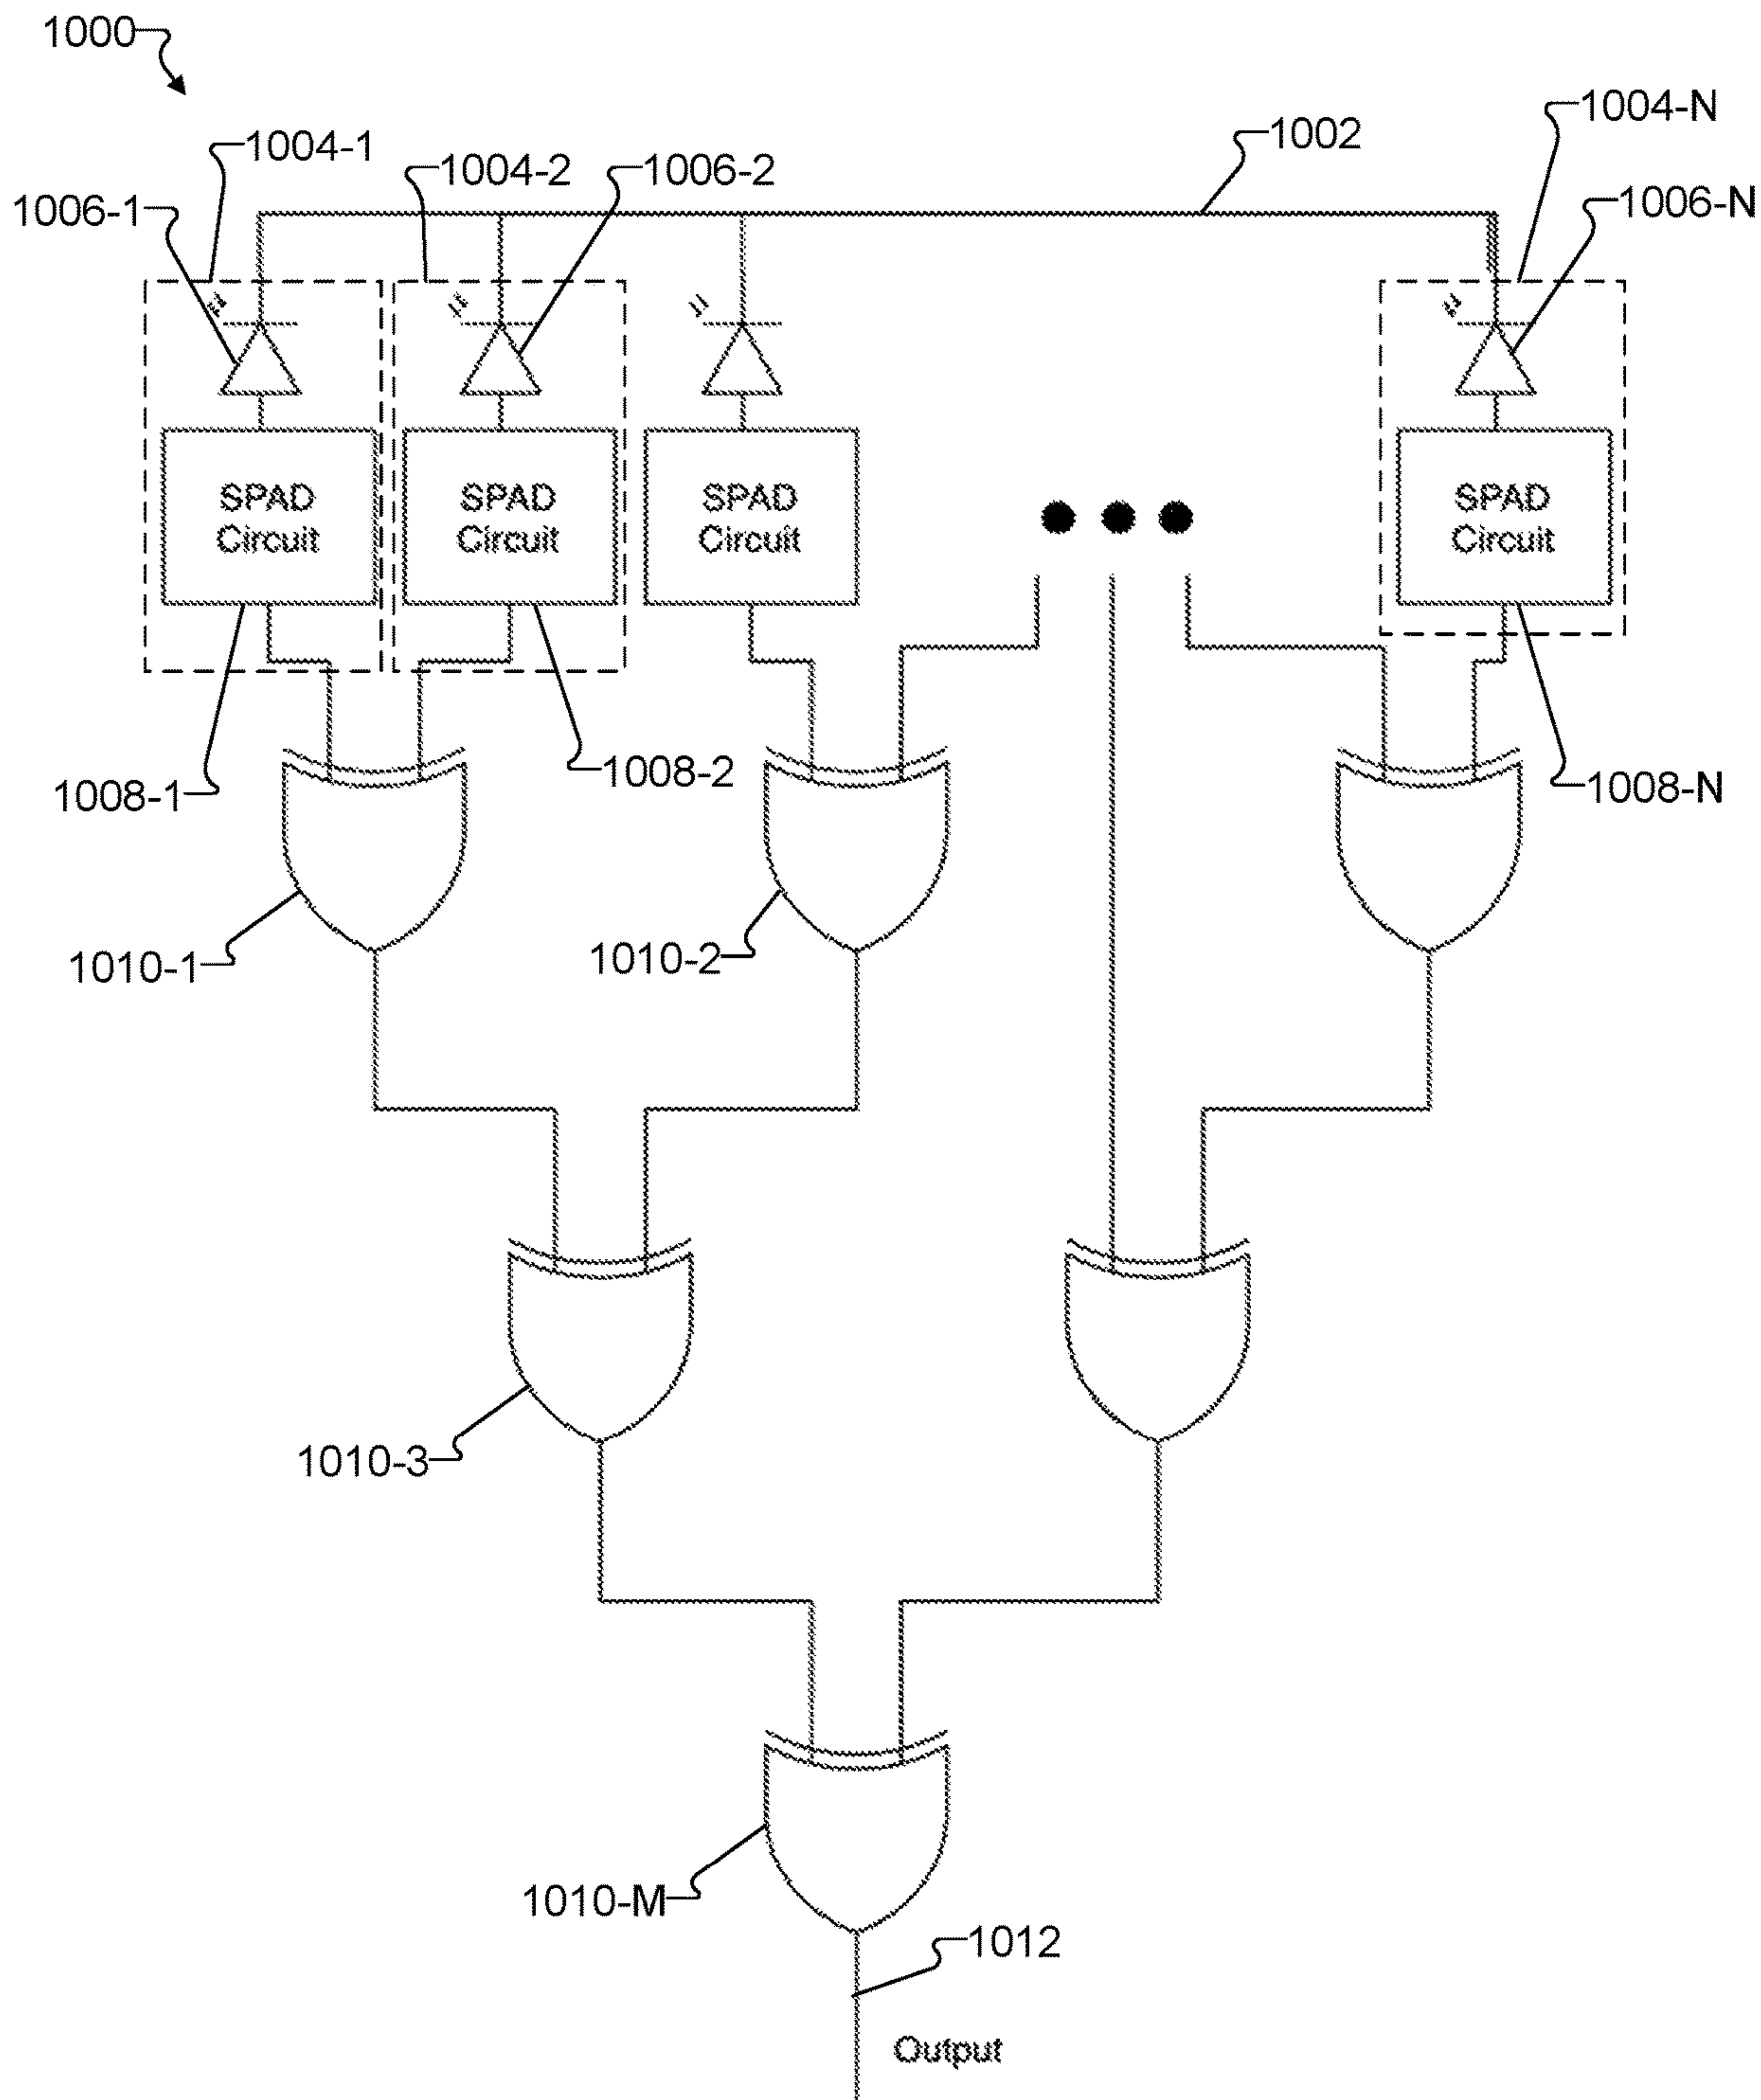 1000
1004-N
1002
1004-1
1004-2
1006-2
1006-N
1006-1
SPAD
Circuit
SPAD
Circuit
SPAD
Circuit
SPAD
Circuit
1008-2
1008-1
1008-N
1010-1
1010-2
1010-3
1010-M
1012
Output